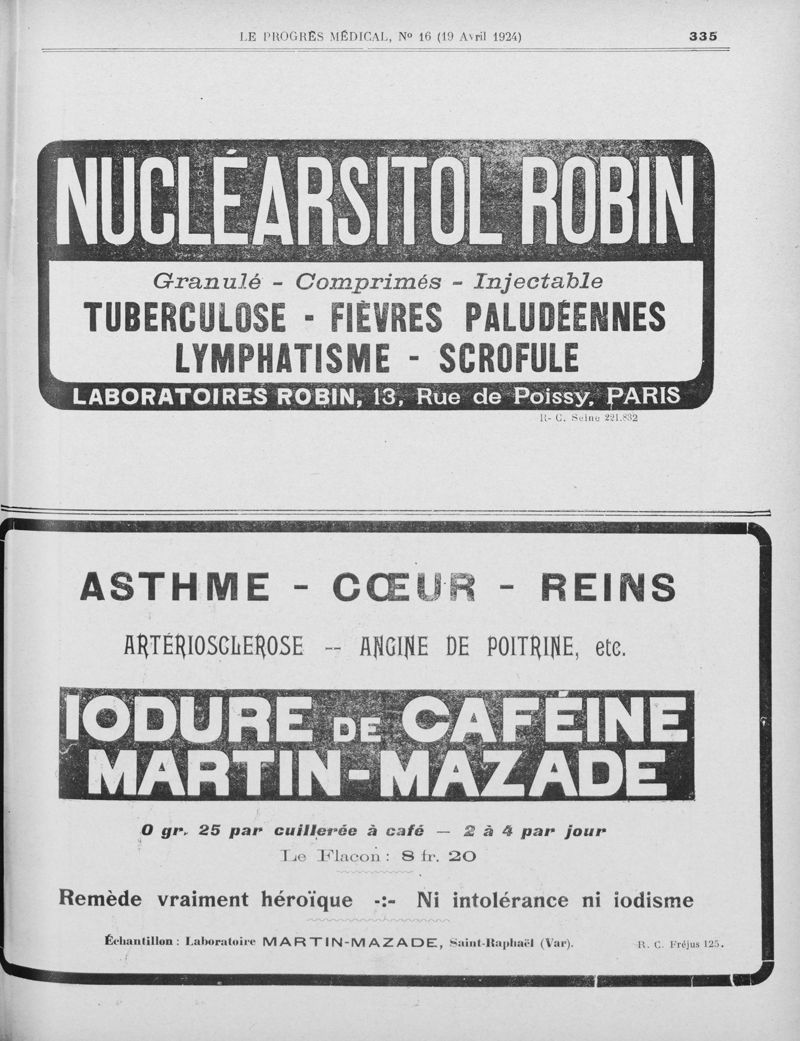 LE PROGRÈS MÉDICAL, Nº 16 (19 Avril 1924) 335
NUCLÉARSITOL ROBIN
Granulé - Comprimés - Injectable
TUBERCULOSE - FIÈVRES PALUDÉENNES
LYMPHATISME - SCROFULE
LABORATOIRES ROBIN, 13, Rue de Poissy, PARIS
R- C. Seine 221.832
ASTHME - CŒUR - REINS
ARTÉRIOSCLEROSE -- ANGINE DE POITRINE, etc.
IODURE DE CAFÉINE
MARTIN-MAZADE
0 gr. 25 par cuillerée à café — 2 à 4 par jour
Le Flacon : 8 fr. 20
Remède vraiment héroïque -:- Ni intolérance ni iodisme
Échantillon : Laboratoire MARTIN-MAZADE, Saint-Raphaël (Var). R. C. Fréjus 125.